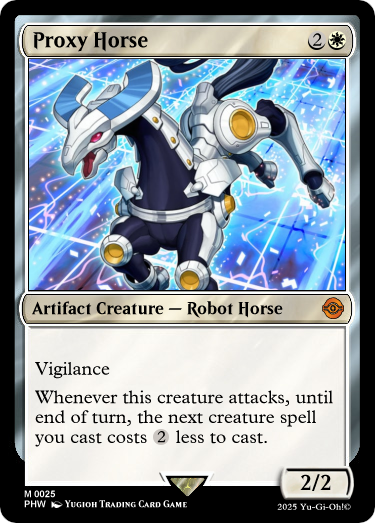 Proxy Horse 2
Artifact Creature — Robot Horse
Vigilance
Whenever this creature attacks, until
end of turn, the next creature spell
you cast costs 2 less to cast.
2/2
M 0025
PHW Yugioh Trading Card Game
2025 Yu-Gi-Oh!©